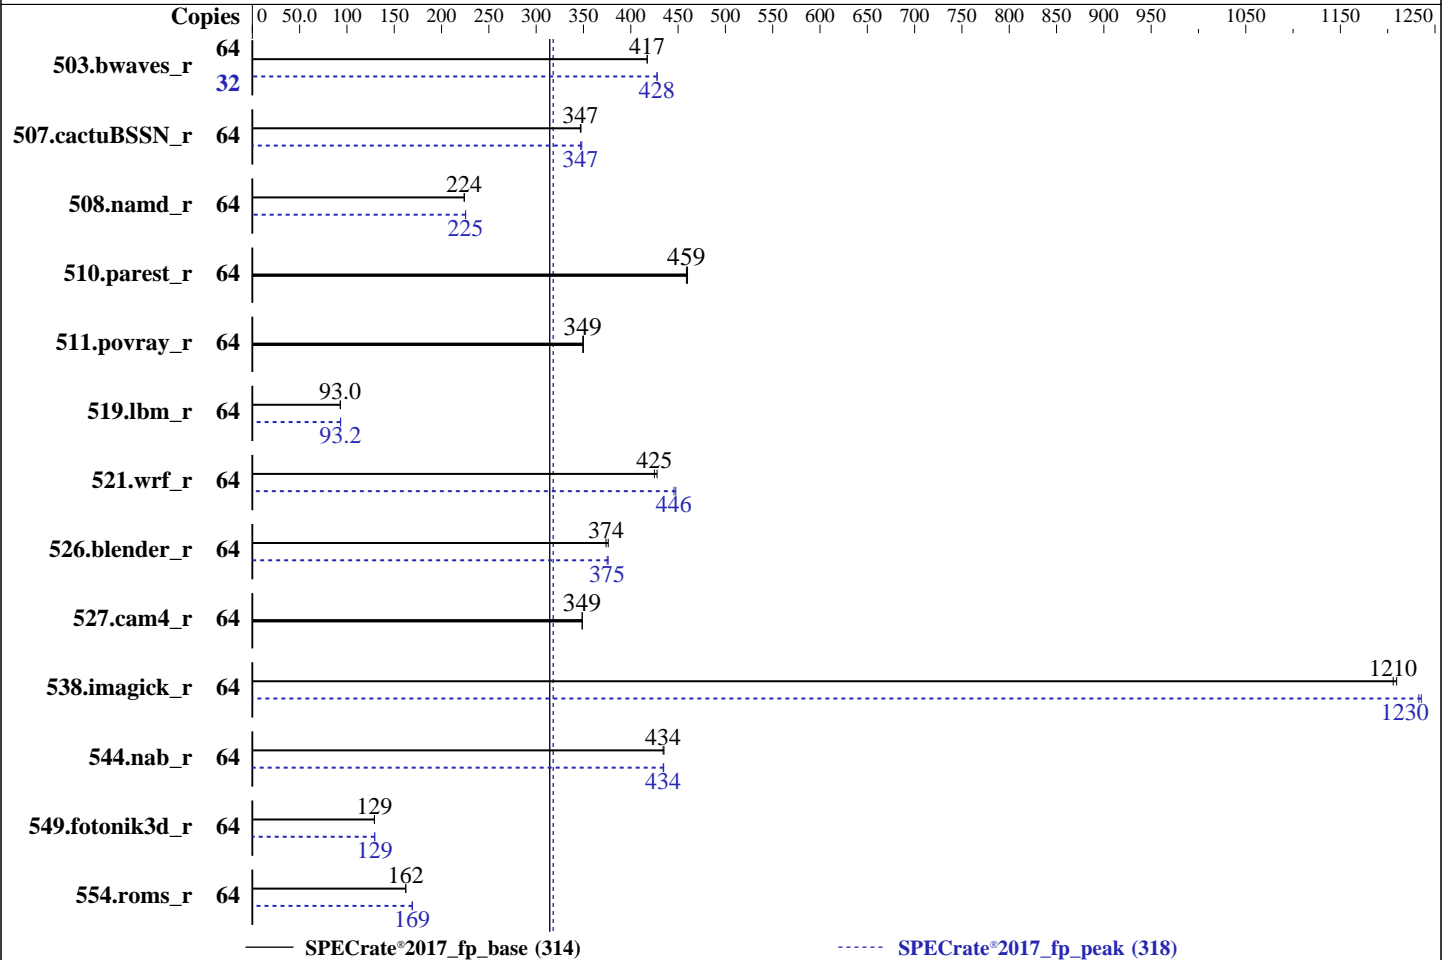 Copies 0 50.0 100 150 200 250 300 350 400 450 500 550 600 650 700 750 800 850 900 1050 1150 1250
503.bwaves_r 64 417
32 428
507.cactuBSSN_r 64 347
347
508.namd_r 64 224
225
510.parest_r 64 459
511.povray_r 64 349
519.lbm_r 64 93.0
93.2
521.wrf_r 64 425
446
526.blender_r 64 374
375
527.cam4_r 64 349
538.imagick_r 64 1210
1230
544.nab_r 64 434
434
549.fotonik3d_r 64 129
129
554.roms_r 64 162
169
SPECrate®2017_fp_base (314) SPECrate®2017_fp_peak (318)